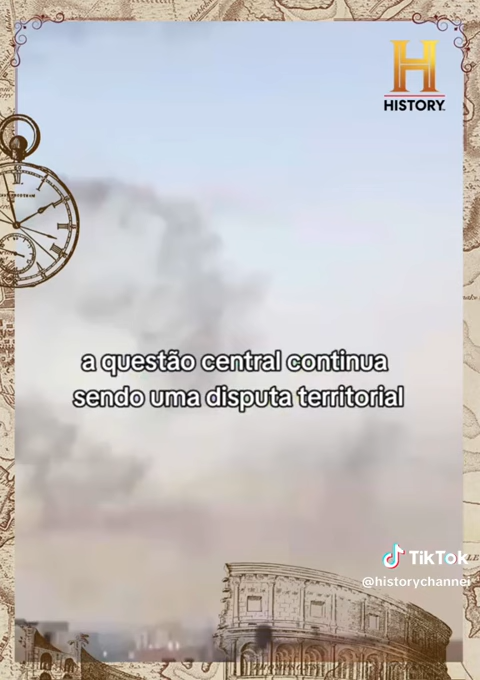 H
HISTORY
a questão central continua
sendo uma disputa territorial
TikTok
@historychannel